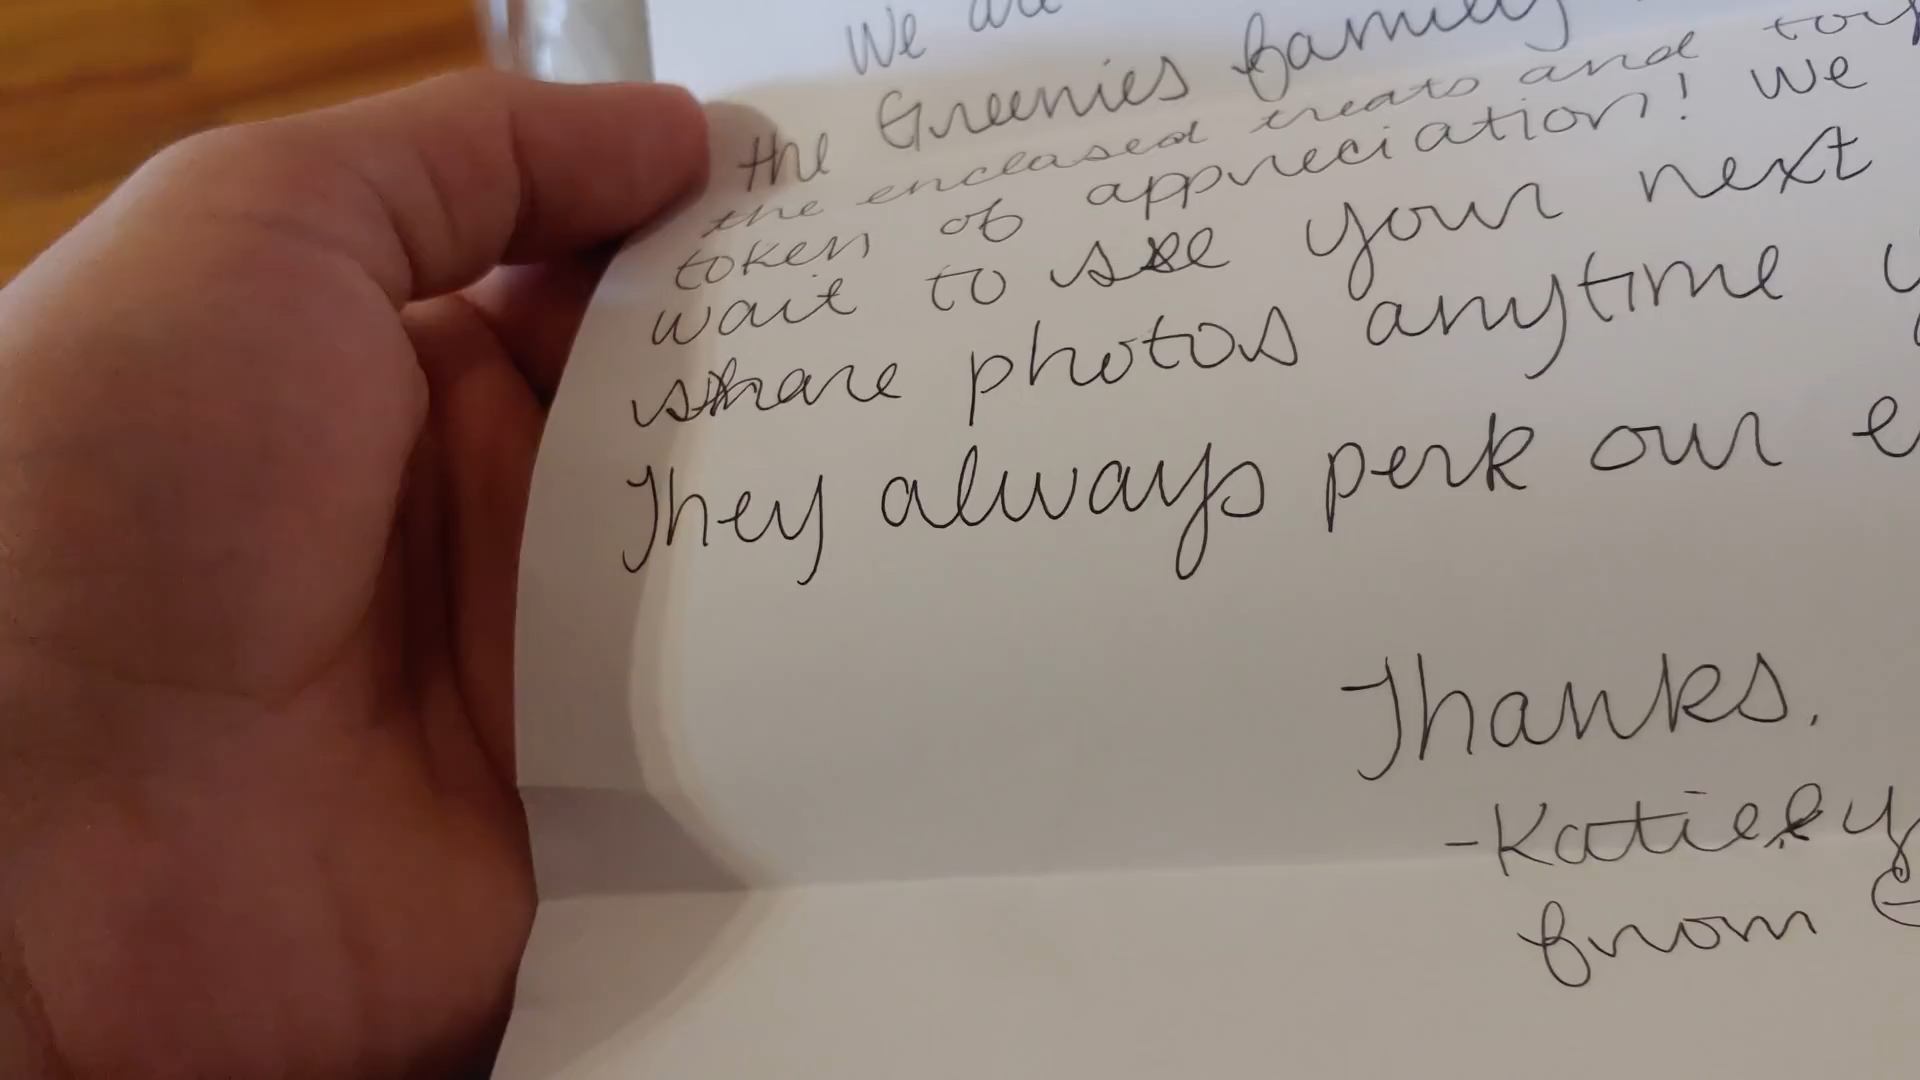 We
the Greenies family
the enclosed treats and
token of appreciation! We
wait to see your next
share photos anytime
They always perk our
Thanks.
from